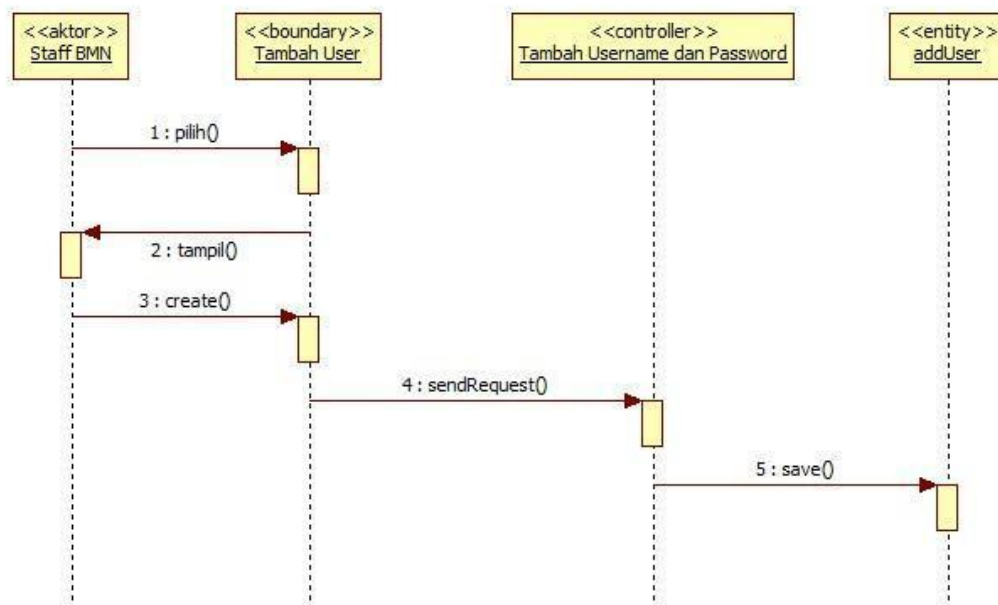 <<aktor>>
Staff BMN
<<boundary>>
Tambah User
<<controller>>
Tambah Username dan Password
<<entity>>
addUser
1 : pilih()
2 : tampil()
3 : create()
4 : sendRequest()
5 : save()